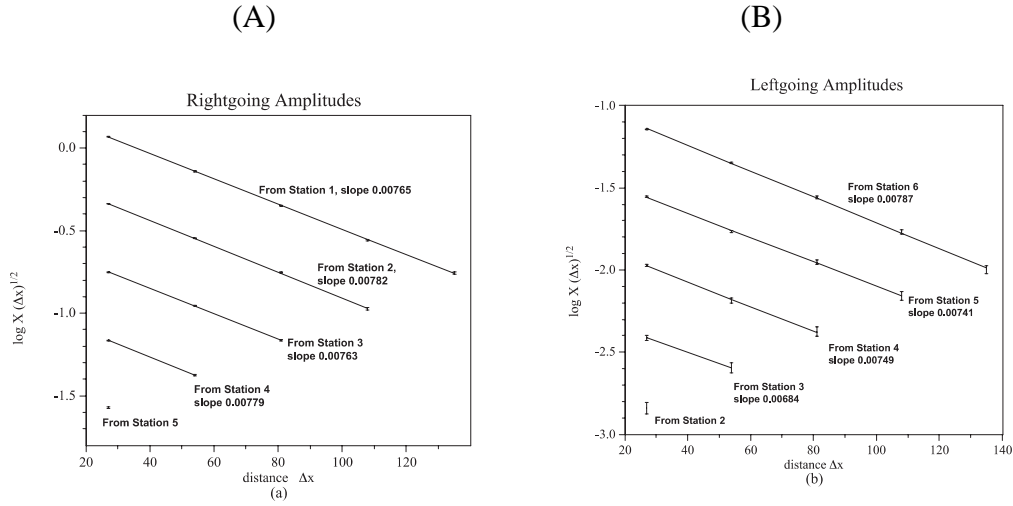 (A)
Rightgoing Amplitudes
log X (Δx)1/2
0.0
-0.5
-1.0
-1.5
From Station 1, slope 0.00765
From Station 2,
slope 0.00782
From Station 3
slope 0.00763
From Station 4
slope 0.00779
From Station 5
20 40 60 80 100 120
distance Δx
(a)
(B)
Leftgoing Amplitudes
log X (Δx)1/2
-1.0
-1.5
-2.0
-2.5
-3.0
From Station 6
slope 0.00787
From Station 5
slope 0.00741
From Station 4
slope 0.00749
From Station 3
slope 0.00684
From Station 2
20 40 60 80 100 120 140
distance Δx
(b)